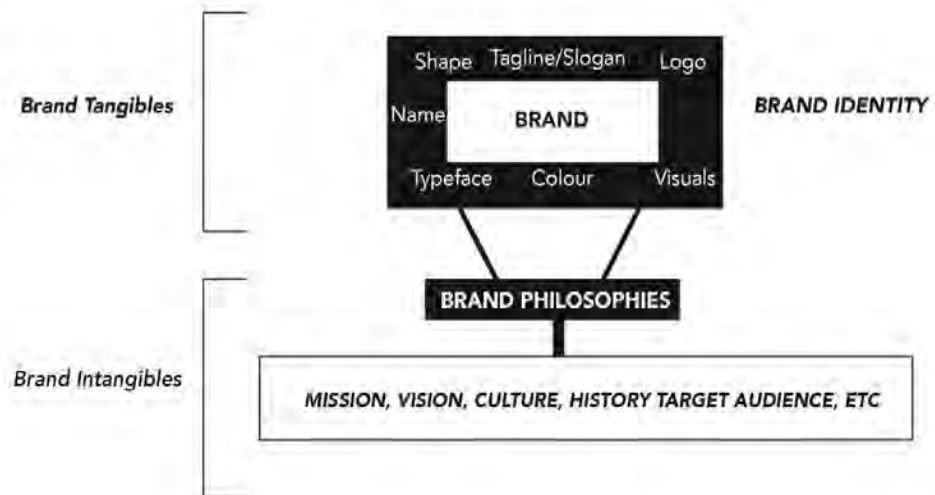 Shape Tagline/Slogan Logo
Brand Tangibles
Name
BRAND
BRAND IDENTITY
Typeface Colour Visuals
BRAND PHILOSOPHIES
Brand Intangibles
MISSION, VISION, CULTURE, HISTORY TARGET AUDIENCE, ETC